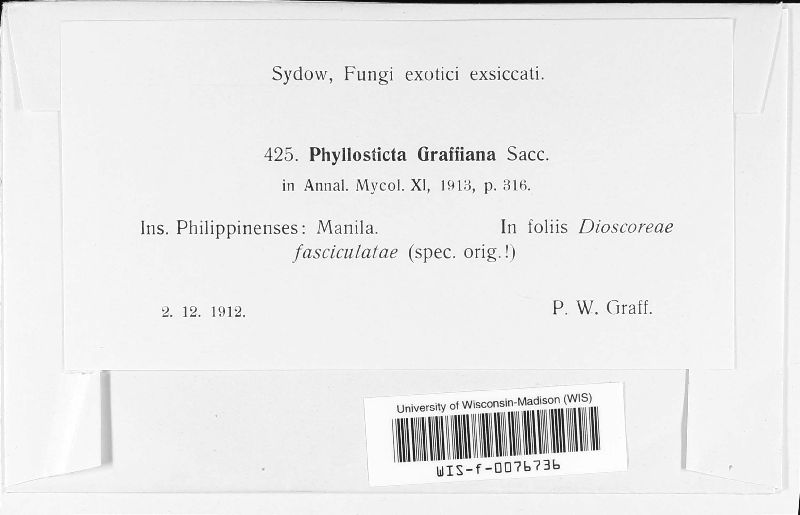 Sydow, Fungi exotici exsiccati.
425. Phyllosticta Graffiana Sacc.
in Annal. Mycol. XI, 1913, p. 316.
Ins. Philippinenses: Manila. In foliis Dioscoreae
fasciculatae (spec. orig.!)
2. 12. 1912. P. W. Graff.
University of Wisconsin-Madison (WIS)
WIS-f-0076736